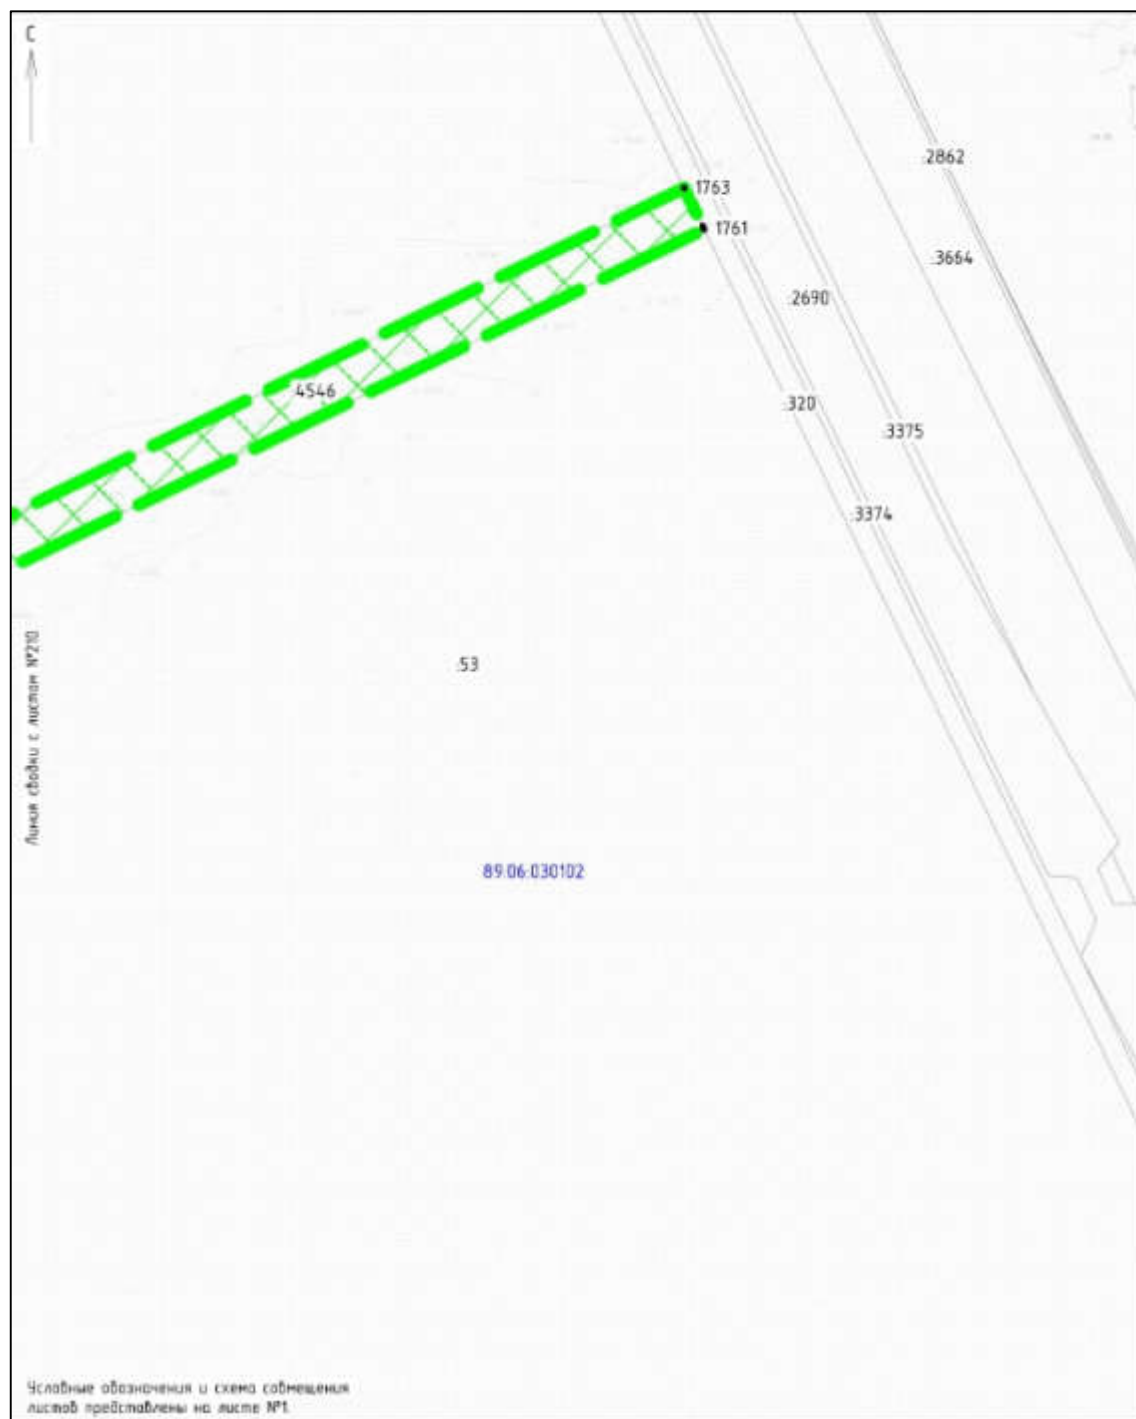 С
:2862
1763
1761
:3664
:2690
:4546
:320
:3375
:3374
:53
Линия сводки с листом №210
89:06:030102
Условные обозначения и схема совмещения
листов представлены на листе №1